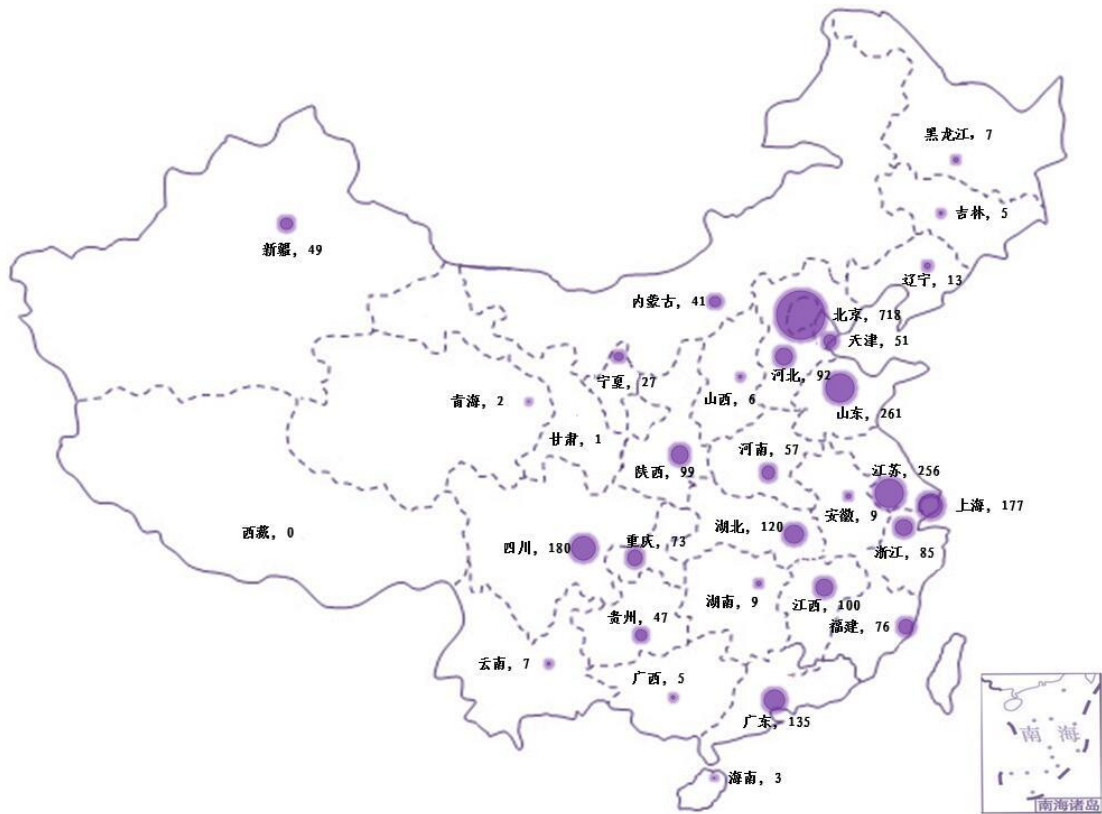 黑龙江, 7
吉林, 5
新疆, 49
辽宁, 13
内蒙古, 41
北京, 718
天津, 51
宁夏, 27
河北, 92
山西, 6
青海, 2
山东, 261
甘肃, 1
河南, 57
陕西, 99
江苏, 256
安徽, 9
上海, 177
西藏, 0
四川, 180
重庆, 73
湖北, 120
浙江, 85
湖南, 9
江西, 100
贵州, 47
福建, 76
云南, 7
广西, 5
广东, 135
海南, 3
南海
南海诸岛